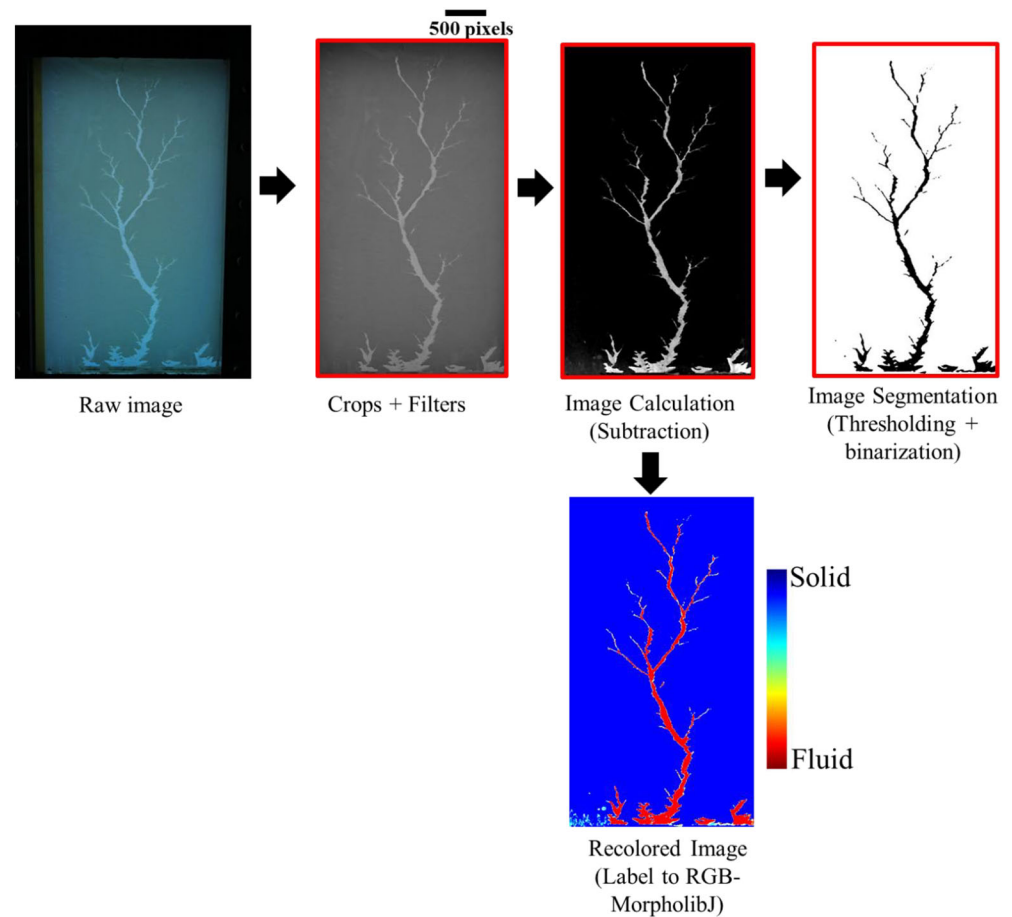 500 pixels
Raw image
Crops + Filters
Image Calculation
(Subtraction)
Image Segmentation
(Thresholding +
binarization)
Solid
Fluid
Recolored Image
(Label to RGB-
MorpholibJ)